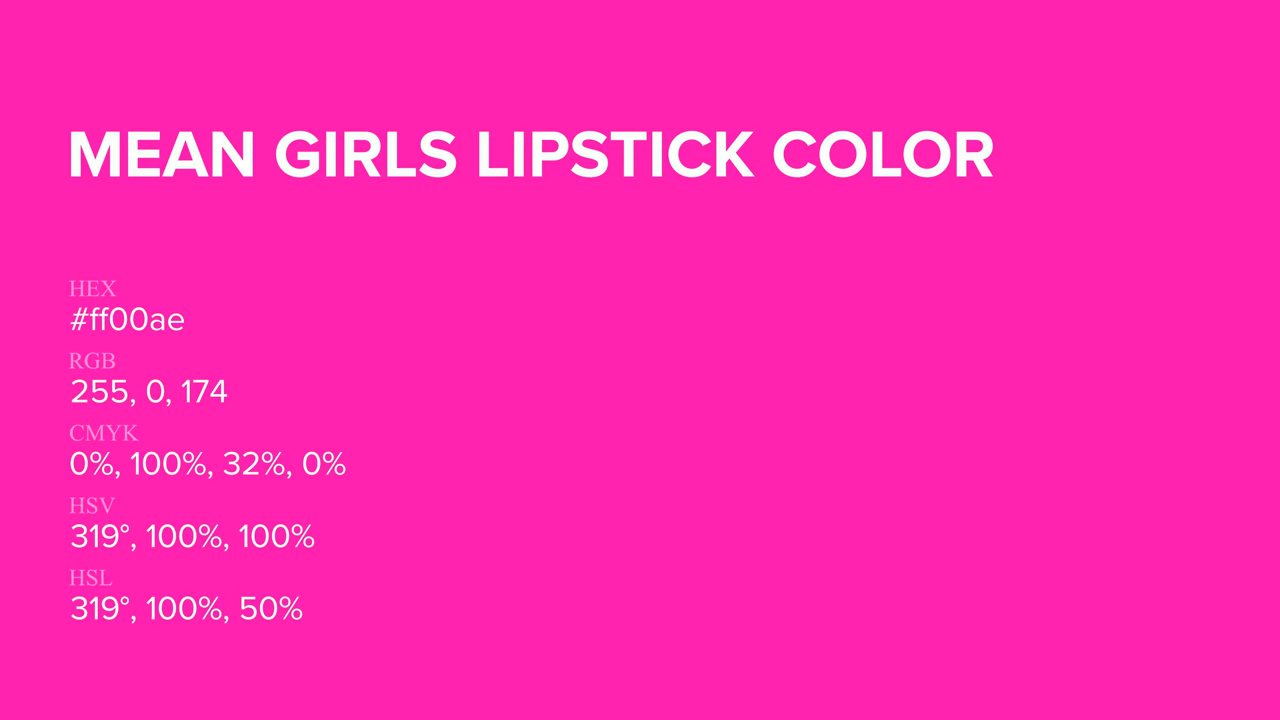 MEAN GIRLS LIPSTICK COLOR
HEX
#ff00ae
RGB
255, 0, 174
CMYK
0%, 100%, 32%, 0%
HSV
319°, 100%, 100%
HSL
319°, 100%, 50%